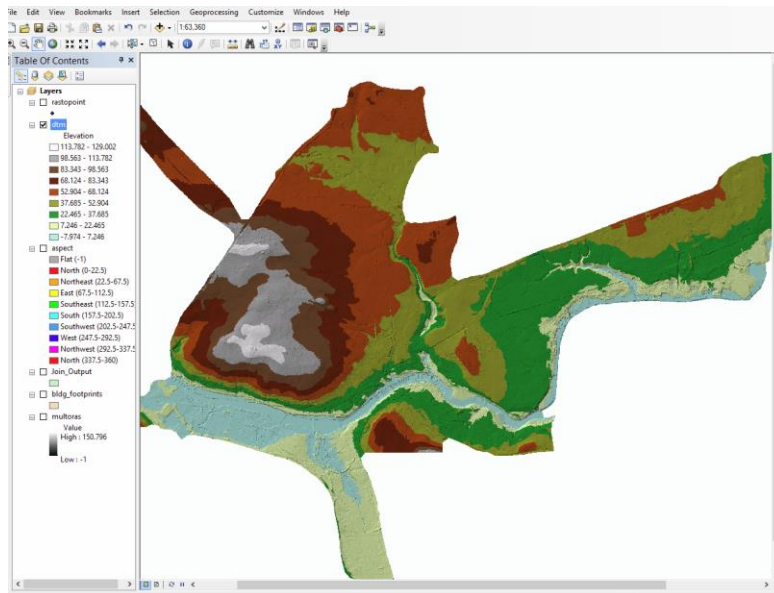 File Edit View Bookmarks Insert Selection Geoprocessing Customize Windows Help
1:63,360
Table Of Contents
Layers
rastopoint
dtm
Elevation
113.782 - 129.002
98.563 - 113.782
83.343 - 98.563
68.124 - 83.343
52.904 - 68.124
37.685 - 52.904
22.465 - 37.685
7.246 - 22.465
-7.974 - 7.246
aspect
Flat (-1)
North (0-22.5)
Northeast (22.5-67.5)
East (67.5-112.5)
Southeast (112.5-157.5
South (157.5-202.5)
Southwest (202.5-247.5
West (247.5-292.5)
Northwest (292.5-337.5
North (337.5-360)
Join_Output
bldg_footprints
multoras
Value
High : 150.796
Low : -1